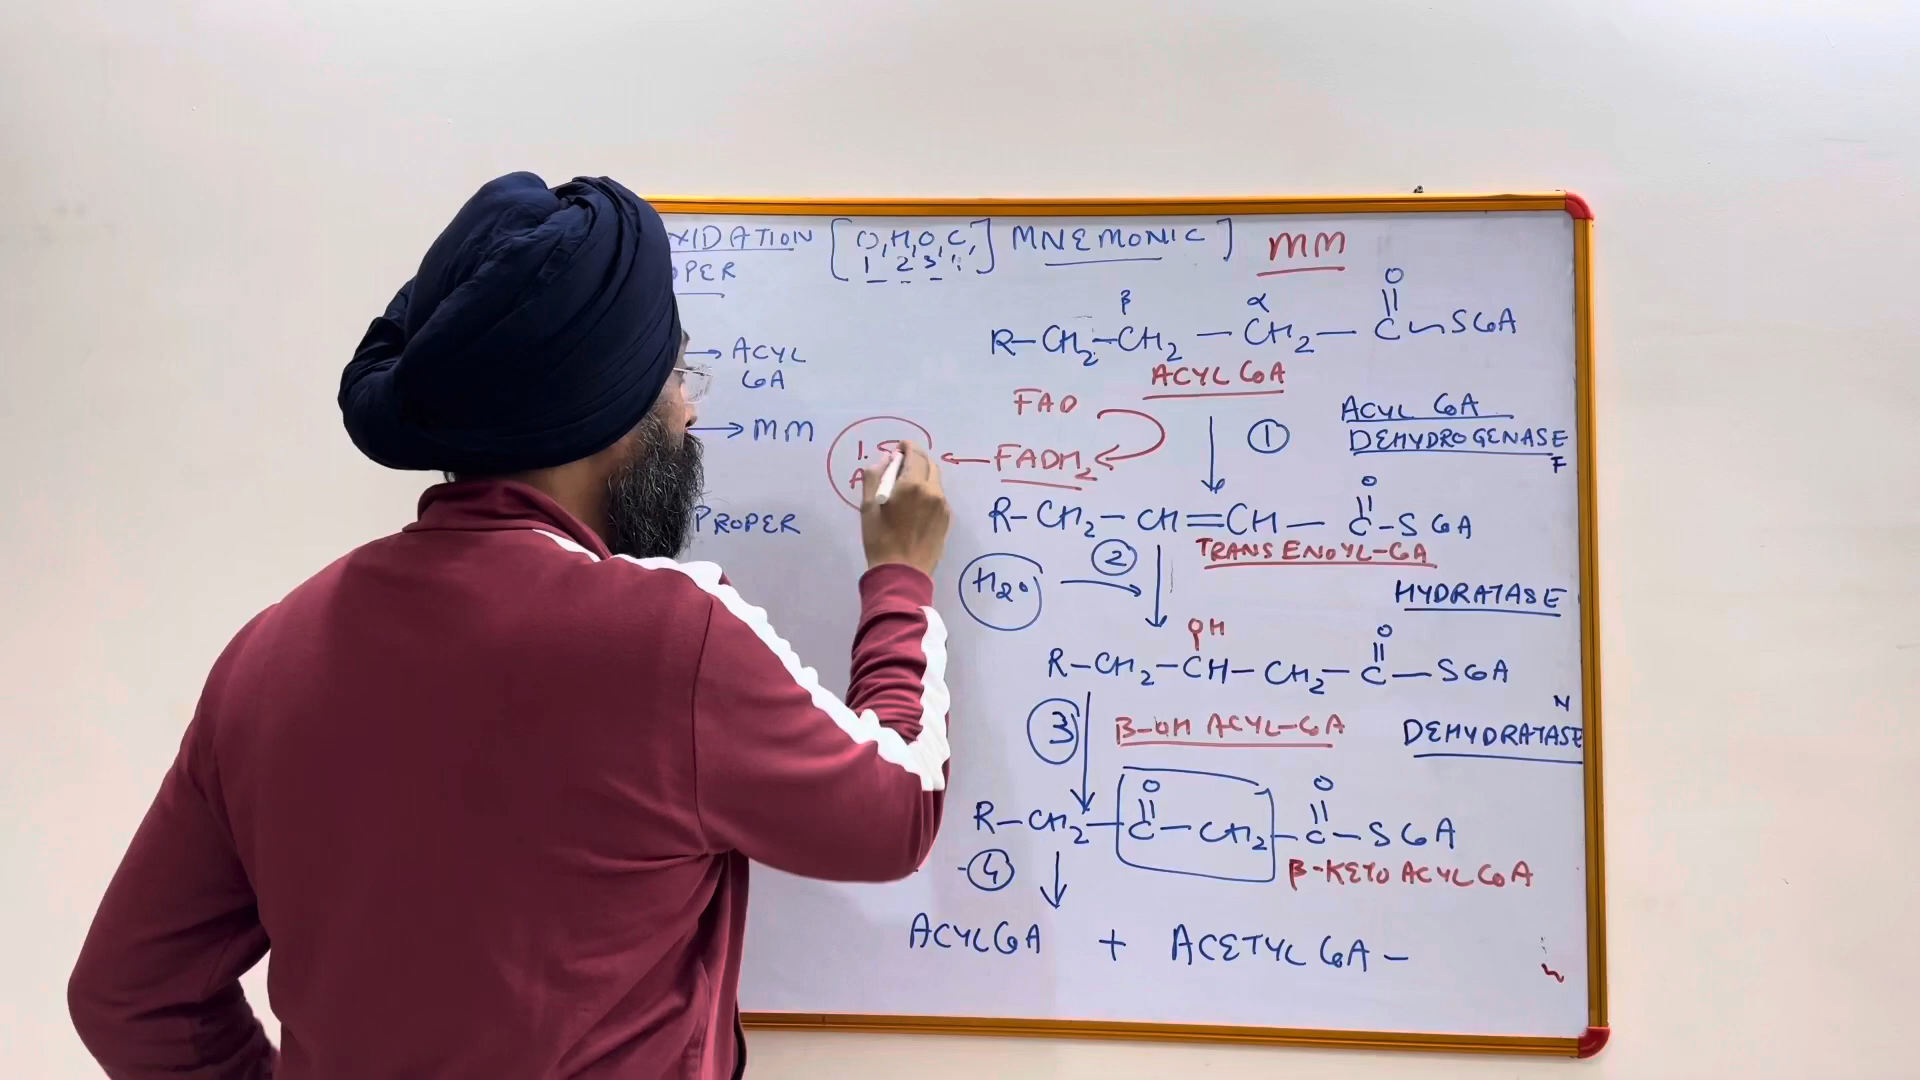 XIDATION [O,H,O,C,] MNEMONIC] MM
1 2 3 4
OPER
→ ACYL
COA
→ MM
PROPER
β α O
R-CH2-CH2-CH2-C~SCOA
ACYL COA
FAD
1.
A ← FADH2
① ACYL COA
DEHYDROGENASE
F
O
R-CH2-CH=CH-C-SCOA
TRANS ENOYL-COA
H2O ② HYDRATASE
OH O
R-CH2-CH-CH2-C-SCOA
③ β-OH ACYL-COA
N
DEHYDRATASE
O O
R-CH2-C-CH2-C-SCOA
β-KETO ACYL COA
④
ACYL COA + ACETYL COA -